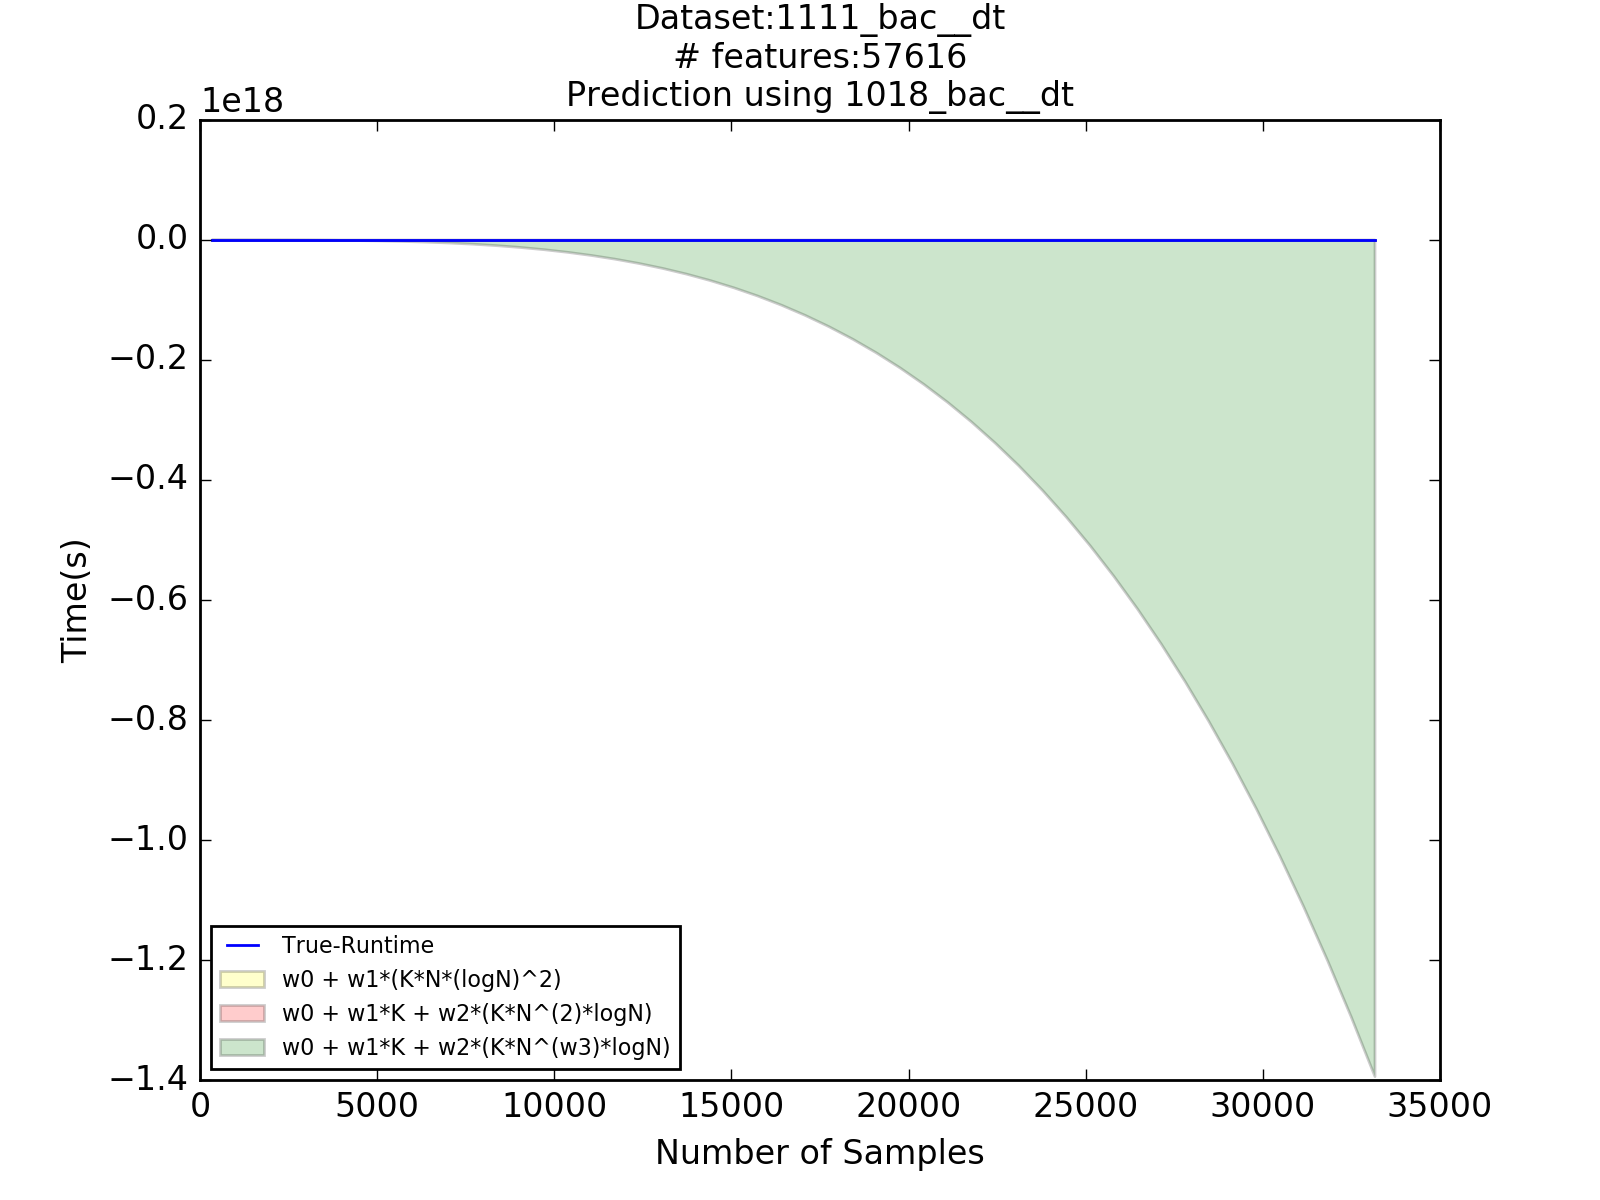 Dataset:1111_bac__dt
# features:57616
Prediction using 1018_bac__dt
1e18
0.2
0.0
−0.2
−0.4
−0.6
−0.8
−1.0
−1.2
−1.4
Time(s)
True-Runtime
w0 + w1*(K*N*(logN)^2)
w0 + w1*K + w2*(K*N^(2)*logN)
w0 + w1*K + w2*(K*N^(w3)*logN)
0 5000 10000 15000 20000 25000 30000 35000
Number of Samples